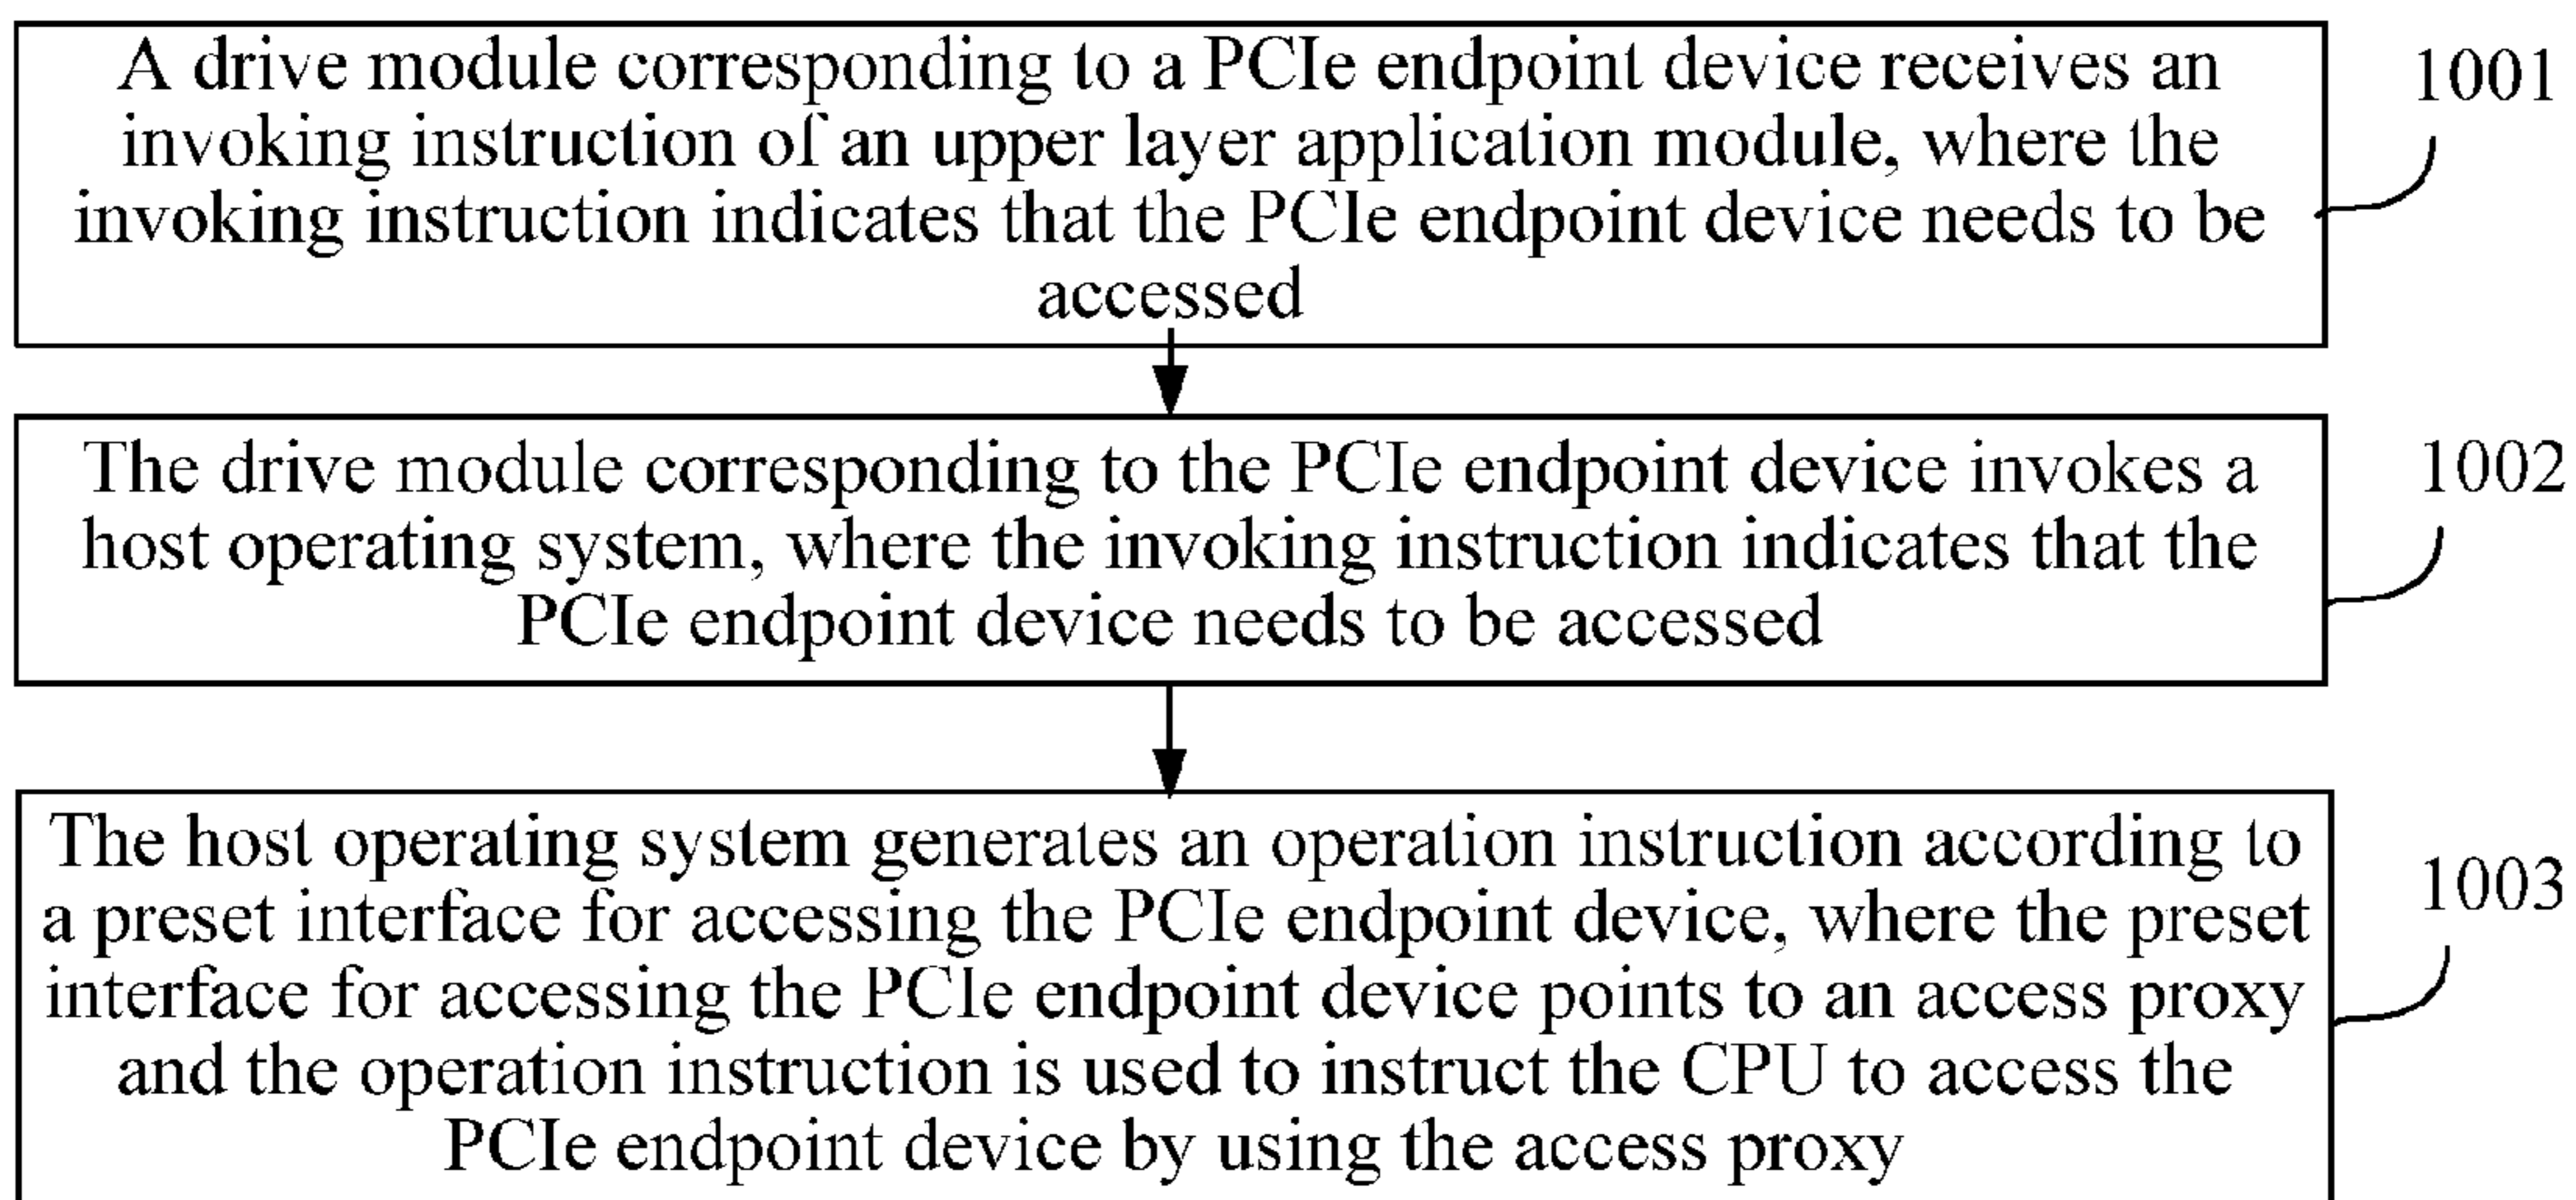 A drive module corresponding to a PCIe endpoint device receives an
invoking instruction of an upper layer application module, where the
invoking instruction indicates that the PCIe endpoint device needs to be
accessed
1001
The drive module corresponding to the PCIe endpoint device invokes a
host operating system, where the invoking instruction indicates that the
PCIe endpoint device needs to be accessed
1002
The host operating system generates an operation instruction according to
a preset interface for accessing the PCIe endpoint device, where the preset
interface for accessing the PCIe endpoint device points to an access proxy
and the operation instruction is used to instruct the CPU to access the
PCIe endpoint device by using the access proxy
1003